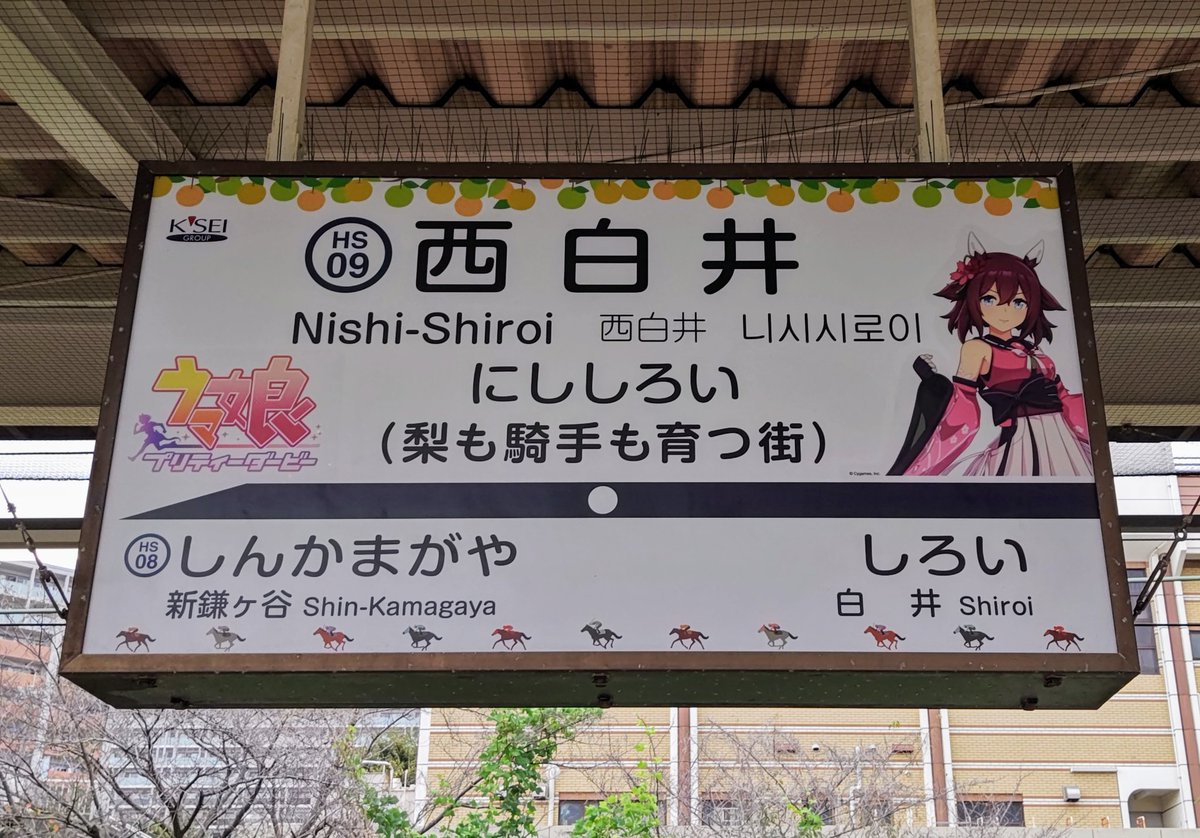 K'SEI
GROUP
HS
09
西白井
Nishi-Shiroi 西白井 니시시로이
にししろい
(梨も騎手も育つ街)
ウマ娘
プリティーダービー
© Cygames, Inc.
HS
08
しんかまがや
新鎌ヶ谷 Shin-Kamagaya
しろい
白井 Shiroi